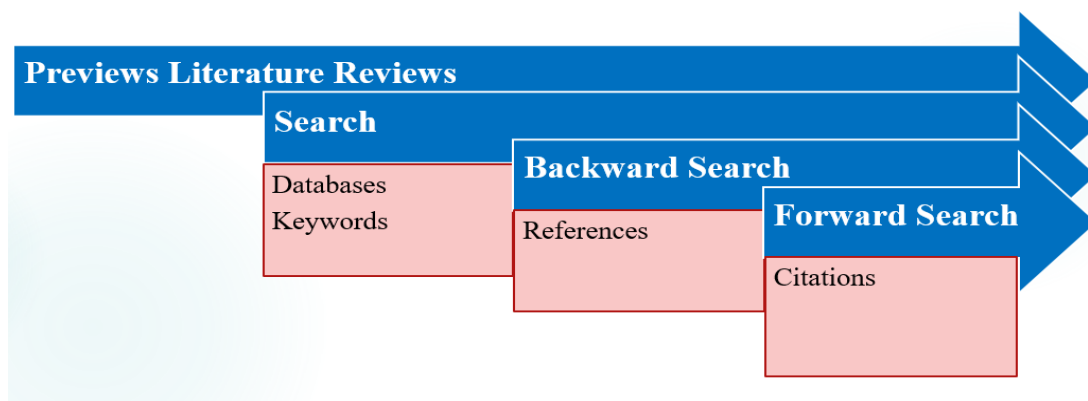 Previews Literature Reviews
Search
Databases
Keywords
Backward Search
References
Forward Search
Citations